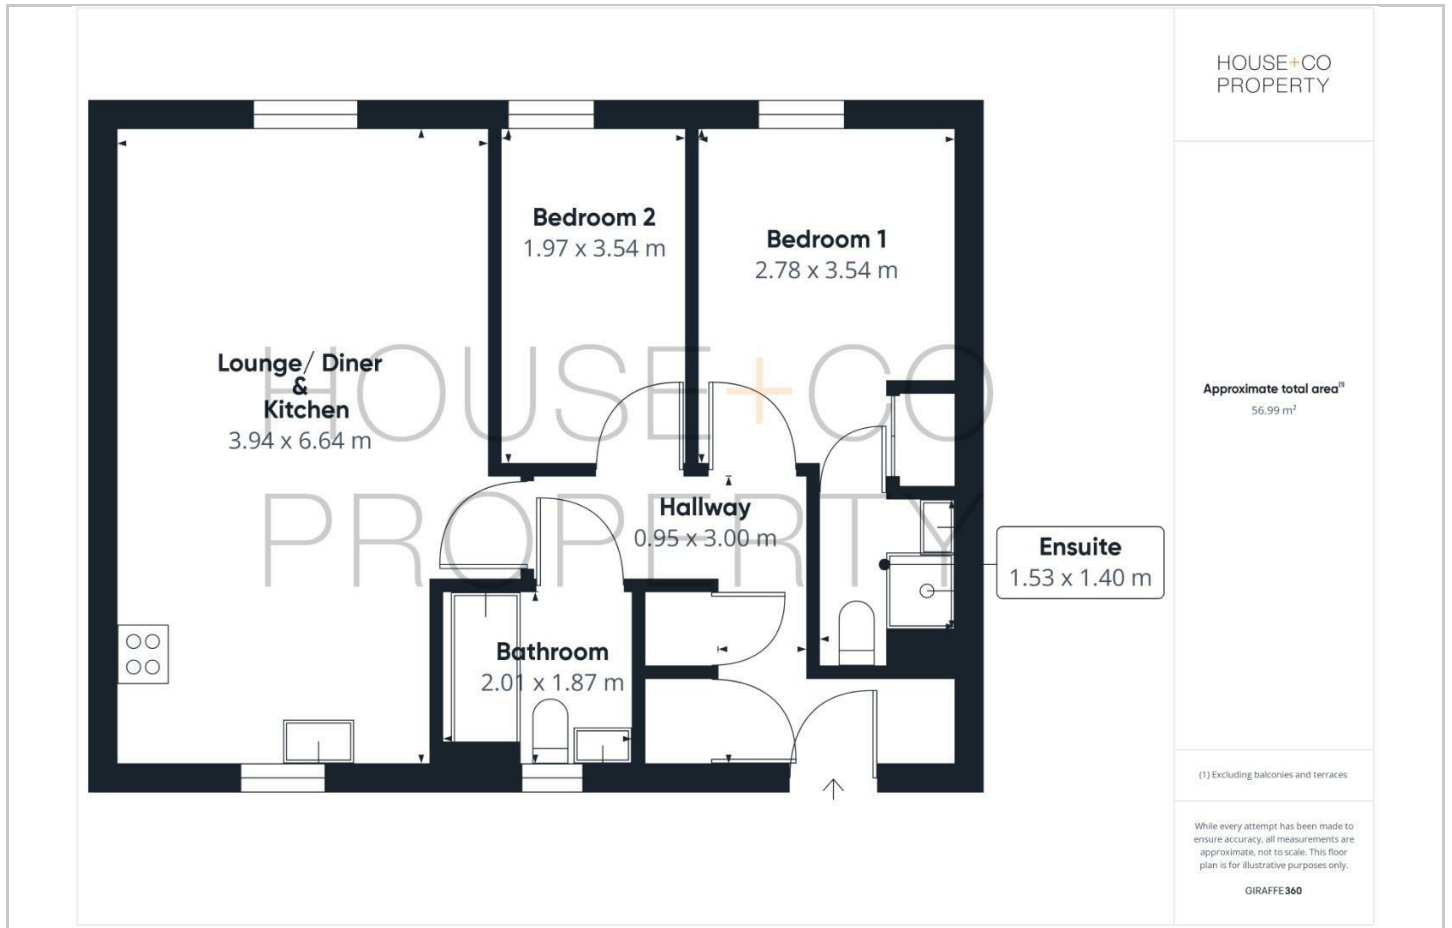 HOUSE+CO
PROPERTY
Bedroom 2
1.97 x 3.54 m
Bedroom 1
2.78 x 3.54 m
Lounge/ Diner
&
Kitchen
3.94 x 6.64 m
HOUSE+CO
PROPERTY
Hallway
0.95 x 3.00 m
Ensuite
1.53 x 1.40 m
Bathroom
2.01 x 1.87 m
Approximate total area⁽¹⁾
56.99 m²
(1) Excluding balconies and terraces
While every attempt has been made to
ensure accuracy, all measurements are
approximate, not to scale. This floor
plan is for illustrative purposes only.
GIRAFFE360